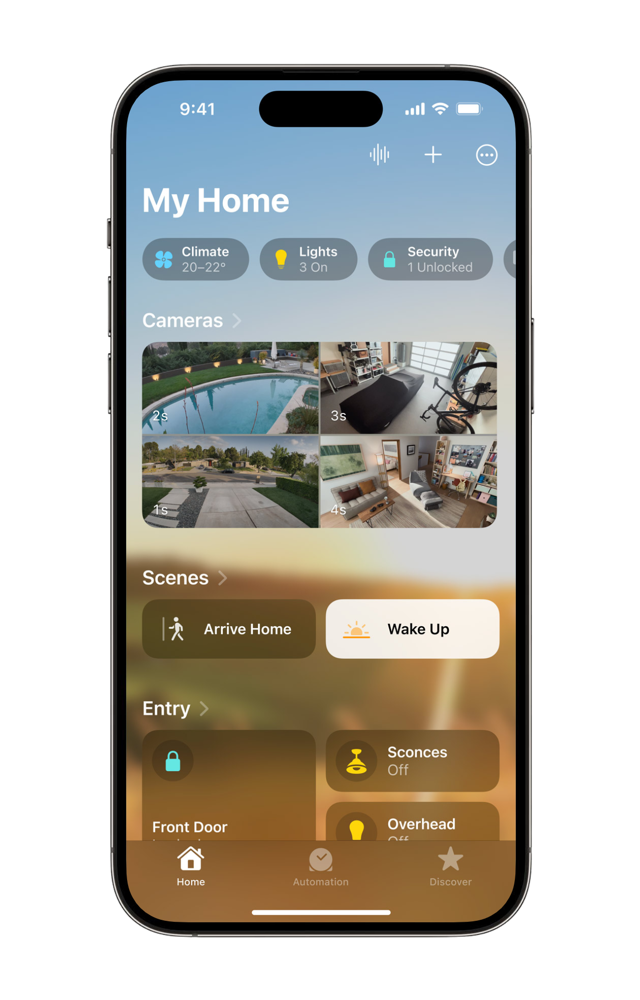 9:41
My Home
Climate
20–22°
Lights
3 On
Security
1 Unlocked
Cameras
2s
3s
1s
4s
Scenes
Arrive Home
Wake Up
Entry
Sconces
Off
Front Door
Overhead
Off
Home
Automation
Discover